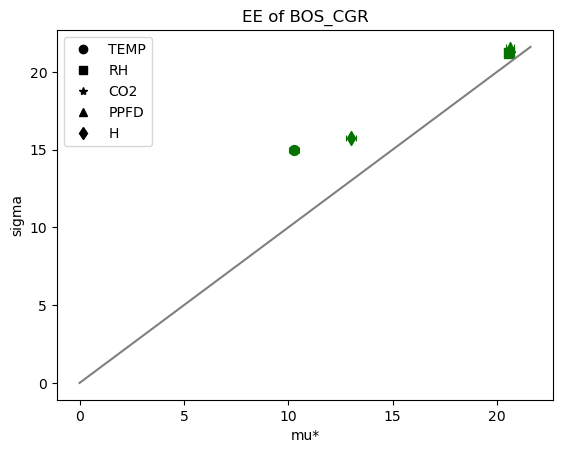 EE of BOS_CGR
TEMP
RH
CO2
PPFD
H
20
15
10
5
0
sigma
0
5
10
15
20
mu*